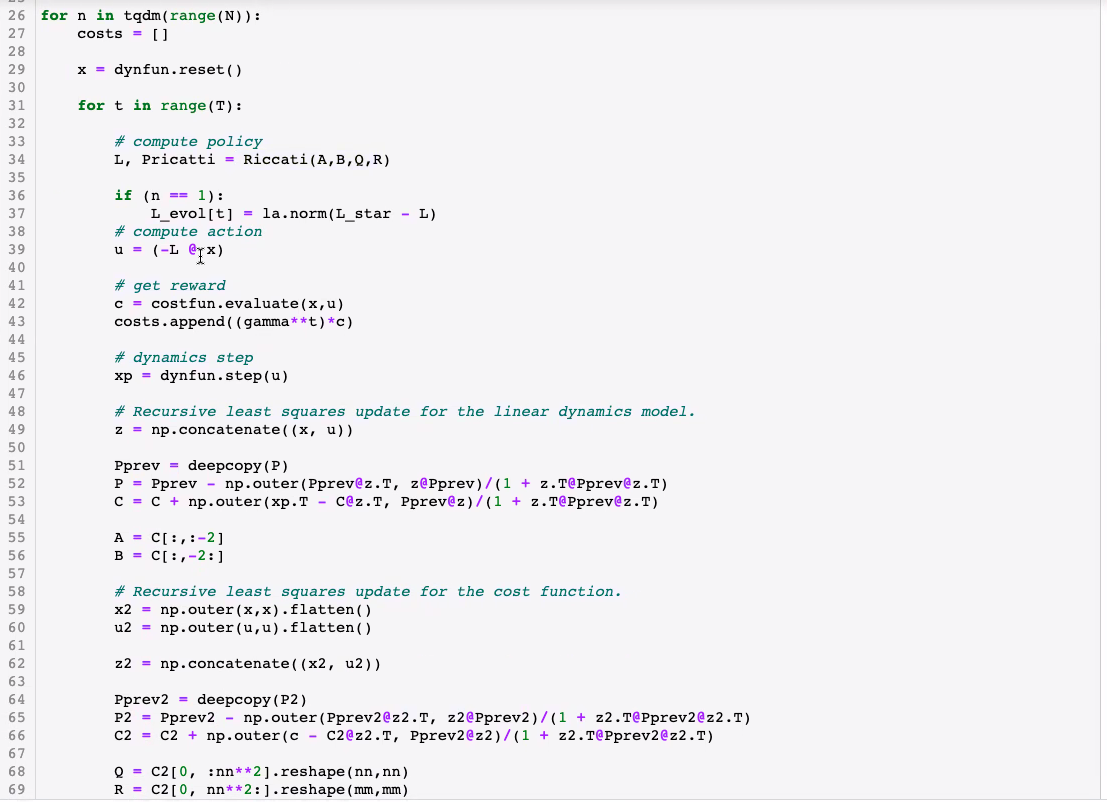 26 for n in tqdm(range(N)):
27     costs = []
28
29     x = dynfun.reset()
30
31     for t in range(T):
32
33         # compute policy
34         L, Pricatti = Riccati(A,B,Q,R)
35
36         if (n == 1):
37             L_evol[t] = la.norm(L_star - L)
38         # compute action
39         u = (-L @ x)
40
41         # get reward
42         c = costfun.evaluate(x,u)
43         costs.append((gamma**t)*c)
44
45         # dynamics step
46         xp = dynfun.step(u)
47
48         # Recursive least squares update for the linear dynamics model.
49         z = np.concatenate((x, u))
50
51         Pprev = deepcopy(P)
52         P = Pprev - np.outer(Pprev@z.T, z@Pprev)/(1 + z.T@Pprev@z.T)
53         C = C + np.outer(xp.T - C@z.T, Pprev@z)/(1 + z.T@Pprev@z.T)
54
55         A = C[:,:-2]
56         B = C[:,-2:]
57
58         # Recursive least squares update for the cost function.
59         x2 = np.outer(x,x).flatten()
60         u2 = np.outer(u,u).flatten()
61
62         z2 = np.concatenate((x2, u2))
63
64         Pprev2 = deepcopy(P2)
65         P2 = Pprev2 - np.outer(Pprev2@z2.T, z2@Pprev2)/(1 + z2.T@Pprev2@z2.T)
66         C2 = C2 + np.outer(c - C2@z2.T, Pprev2@z2)/(1 + z2.T@Pprev2@z2.T)
67
68         Q = C2[0, :nn**2].reshape(nn,nn)
69         R = C2[0, nn**2:].reshape(mm,mm)